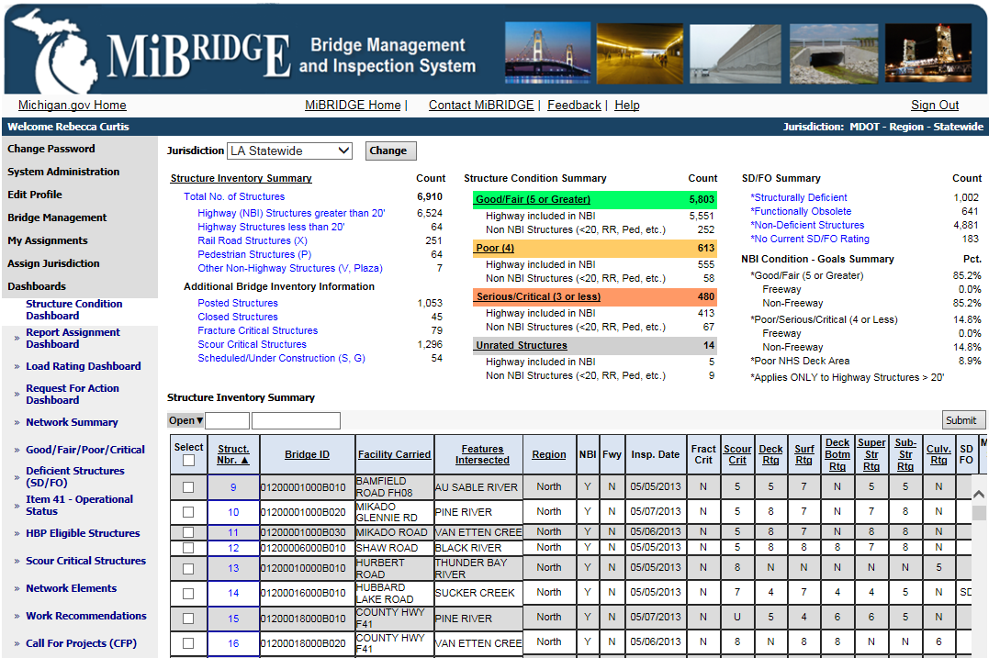 MiBRIDGE Bridge Management
and Inspection System
Michigan.gov Home MiBRIDGE Home | Contact MiBRIDGE | Feedback | Help Sign Out
Welcome Rebecca Curtis Jurisdiction: MDOT - Region - Statewide
Change Password
System Administration
Edit Profile
Bridge Management
My Assignments
Assign Jurisdiction
Dashboards
Structure Condition
Dashboard
» Report Assignment
Dashboard
» Load Rating Dashboard
» Request For Action
Dashboard
» Network Summary
» Good/Fair/Poor/Critical
» Deficient Structures
(SD/FO)
» Item 41 - Operational
Status
» HBP Eligible Structures
» Scour Critical Structures
» Network Elements
» Work Recommendations
» Call For Projects (CFP)
Jurisdiction LA Statewide Change
Structure Inventory Summary Count
Total No. of Structures 6,910
Highway (NBI) Structures greater than 20' 6,524
Highway Structures less than 20' 64
Rail Road Structures (X) 251
Pedestrian Structures (P) 64
Other Non-Highway Structures (V, Plaza) 7
Additional Bridge Inventory Information
Posted Structures 1,053
Closed Structures 45
Fracture Critical Structures 79
Scour Critical Structures 1,296
Scheduled/Under Construction (S, G) 54
Structure Condition Summary Count
Good/Fair (5 or Greater) 5,803
Highway included in NBI 5,551
Non NBI Structures (<20, RR, Ped, etc.) 252
Poor (4) 613
Highway included in NBI 555
Non NBI Structures (<20, RR, Ped, etc.) 58
Serious/Critical (3 or less) 480
Highway included in NBI 413
Non NBI Structures (<20, RR, Ped, etc.) 67
Unrated Structures 14
Highway included in NBI 5
Non NBI Structures (<20, RR, Ped, etc.) 9
SD/FO Summary Count
*Structurally Deficient 1,002
*Functionally Obsolete 641
*Non-Deficient Structures 4,881
*No Current SD/FO Rating 183
NBI Condition - Goals Summary Pct.
*Good/Fair (5 or Greater) 85.2%
Freeway 0.0%
Non-Freeway 85.2%
*Poor/Serious/Critical (4 or Less) 14.8%
Freeway 0.0%
Non-Freeway 14.8%
*Poor NHS Deck Area 8.9%
*Applies ONLY to Highway Structures > 20'
Structure Inventory Summary
Open▼ Submit
Select Struct. Nbr. ▲ Bridge ID Facility Carried Features Intersected Region NBI Fwy Insp. Date Fract Crit Scour Crit Deck Rtg Surf Rtg Deck Botm Rtg Super Str Rtg Sub-Str Rtg Culv. Rtg SD FO M
9 01200001000B010 BAMFIELD ROAD FH08 AU SABLE RIVER North Y N 05/05/2013 N 5 5 7 N 5 5 N
10 01200001000B020 MIKADO GLENNIE RD PINE RIVER North Y N 05/07/2013 N 5 8 7 N 7 8 N
11 01200001000B030 MIKADO ROAD VAN ETTEN CREE North Y N 05/06/2013 N 5 8 7 N 8 8 N
12 01200006000B010 SHAW ROAD BLACK RIVER North Y N 05/05/2013 N 5 8 8 8 7 8 N
13 01200010000B010 HURBERT ROAD THUNDER BAY RIVER North Y N 05/05/2013 N 8 N N N N N 5
14 01200016000B010 HUBBARD LAKE ROAD SUCKER CREEK North Y N 05/05/2013 N 7 4 7 4 4 5 N SD
15 01200018000B010 COUNTY HWY F41 PINE RIVER North Y N 05/07/2013 N U 5 4 6 6 5 N
16 01200018000B020 COUNTY HWY F41 VAN ETTEN CREE North Y N 05/06/2013 N 8 N 8 8 N N 6